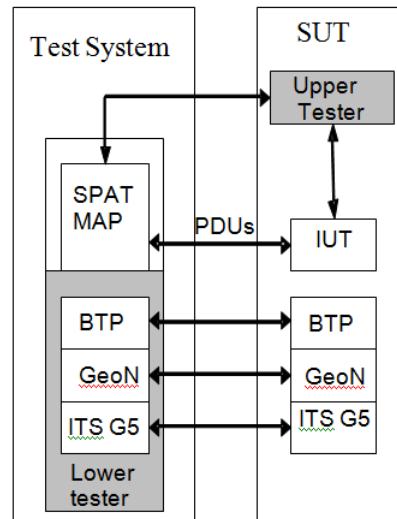 Test System
SUT
Upper
Tester
SPAT
MAP
PDUs
IUT
BTP
BTP
GeoN
GeoN
ITS G5
ITS G5
Lower
tester